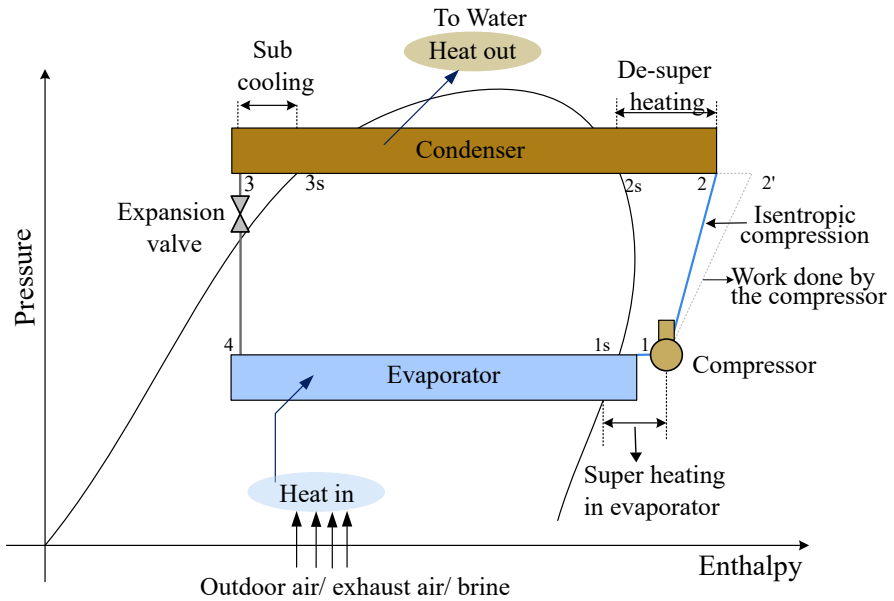 To Water
Heat out
Sub
cooling
De-super
heating
Condenser
3
3s
2s
2
2'
Expansion
valve
Isentropic
compression
Work done by
the compressor
Pressure
4
1s
1
Evaporator
Compressor
Super heating
in evaporator
Heat in
Enthalpy
Outdoor air/ exhaust air/ brine